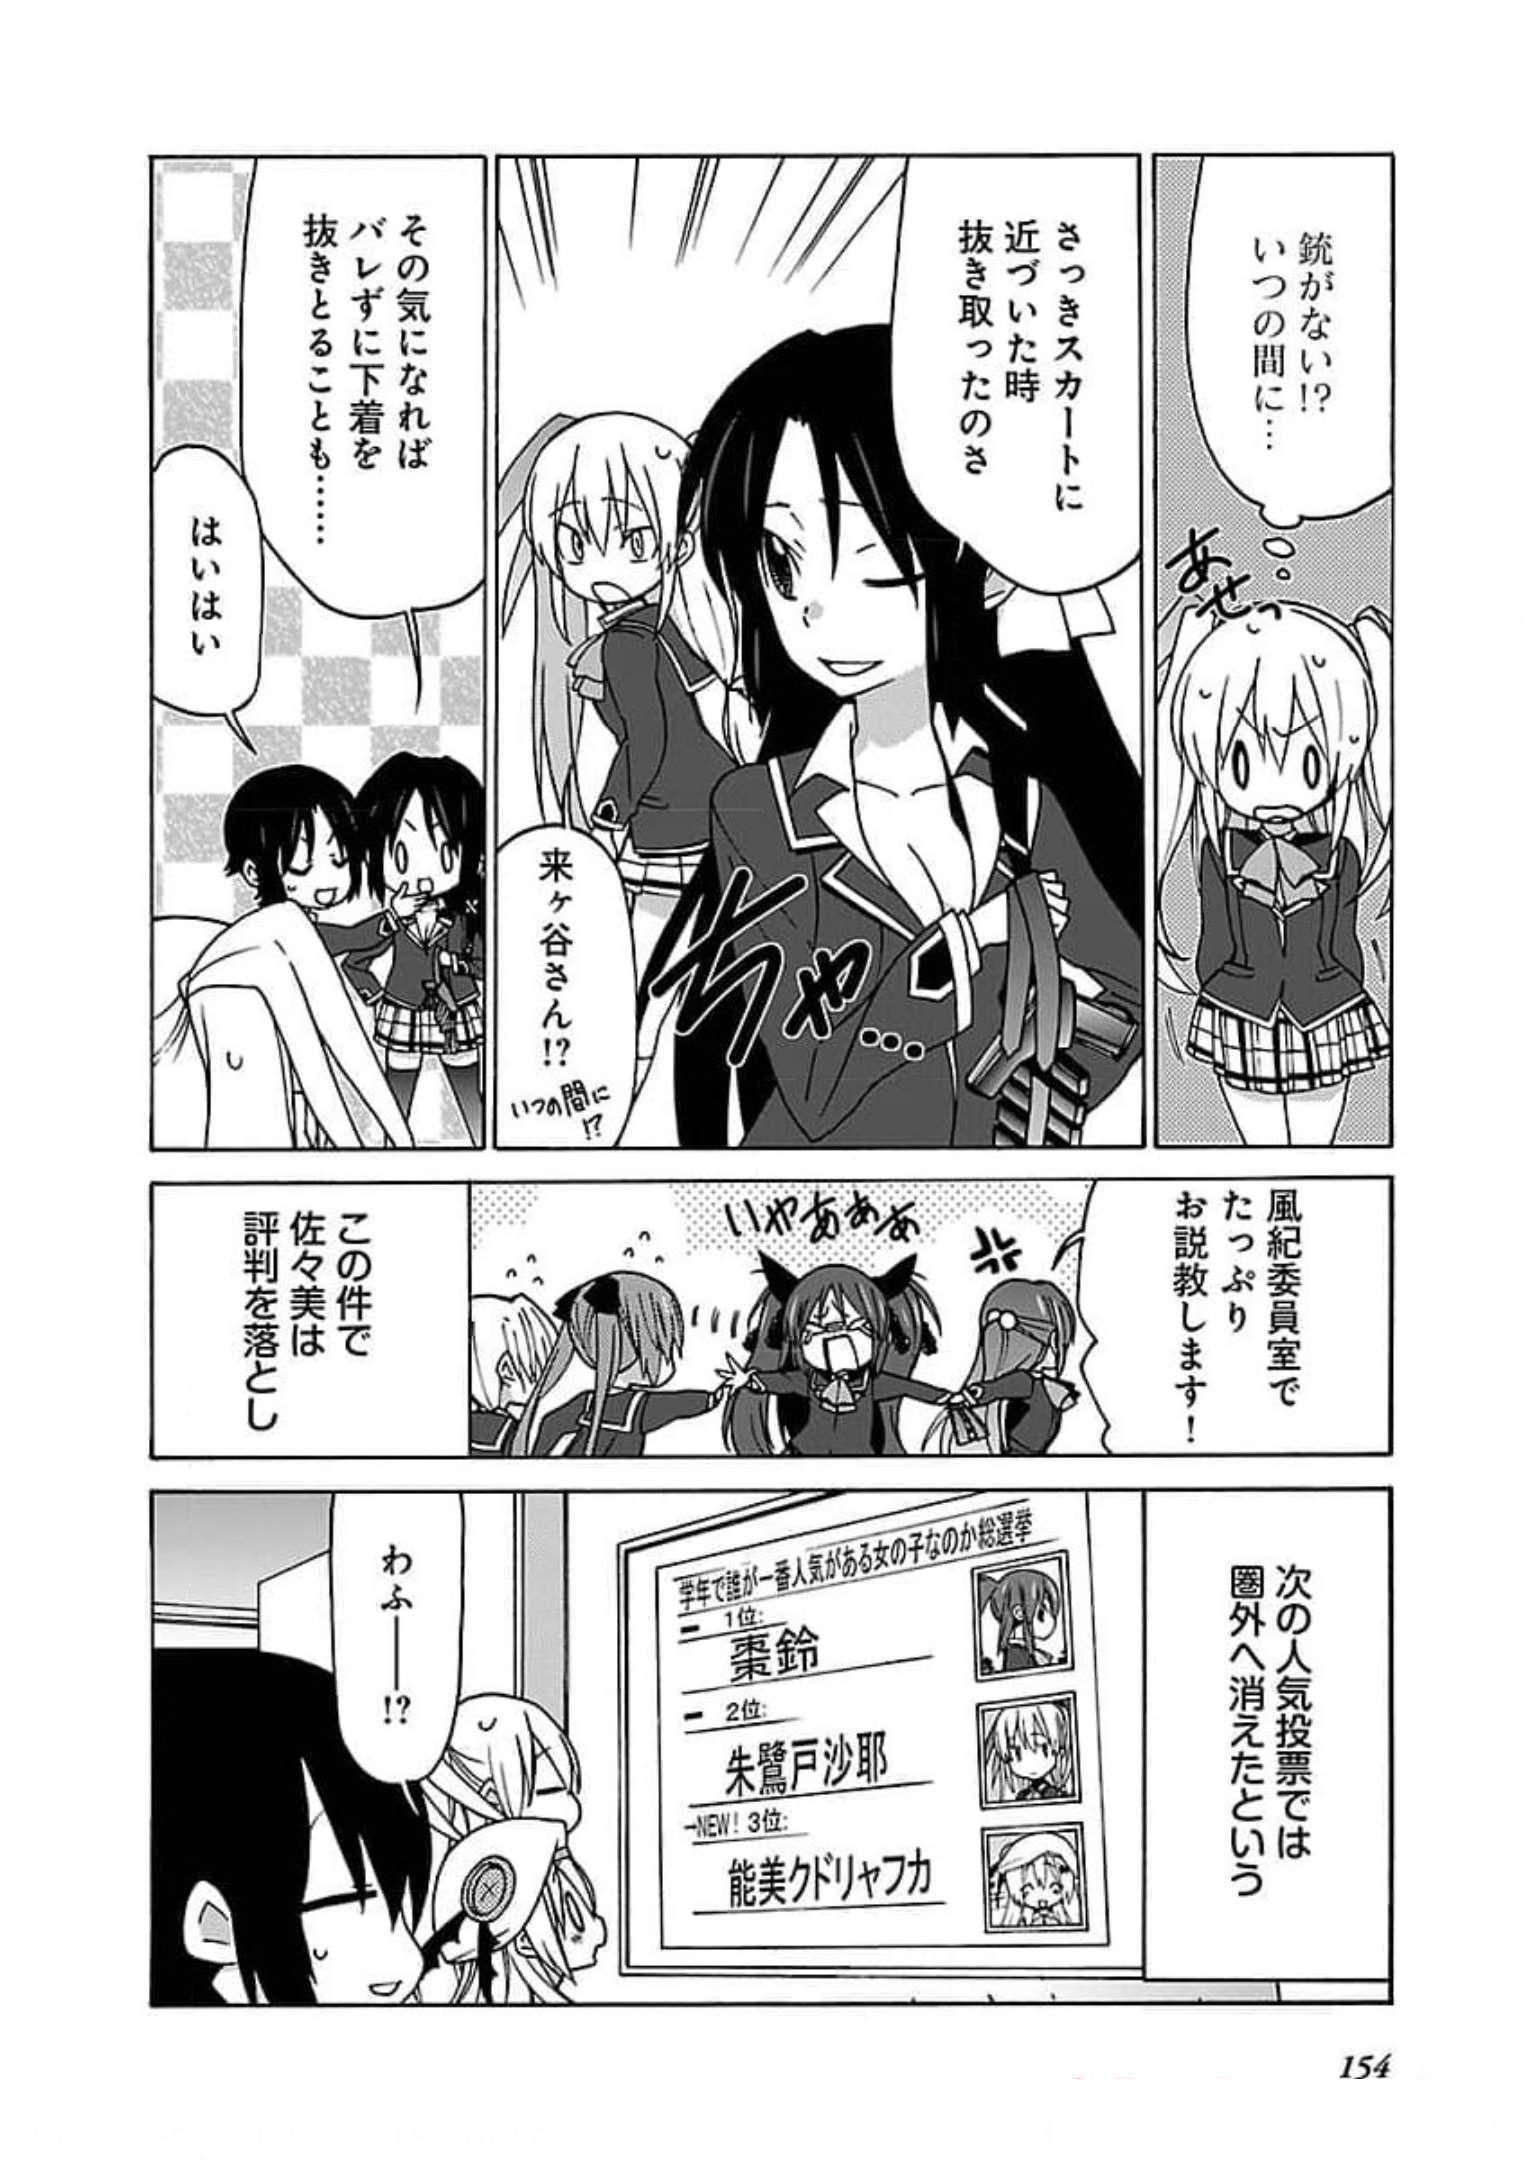 銃がない!?
いつの間に…
あせっ
さっきスカートに
近づいた時
抜き取ったのさ
ちゃ…
来ヶ谷さん!?
いつの間に
!?
その気になれば
バレずに下着を
抜きとることも……
はいはい
風紀委員室で
たっぷり
お説教します!
いやあああ
この件で
佐々美は
評判を落とし
次の人気投票では
圏外へ消えたという
学年で誰が一番人気がある女の子なのか総選挙
ー 1位:
棗鈴
ー 2位:
朱鷺戸沙耶
→NEW! 3位:
能美クドリャフカ
わふ――!?
154